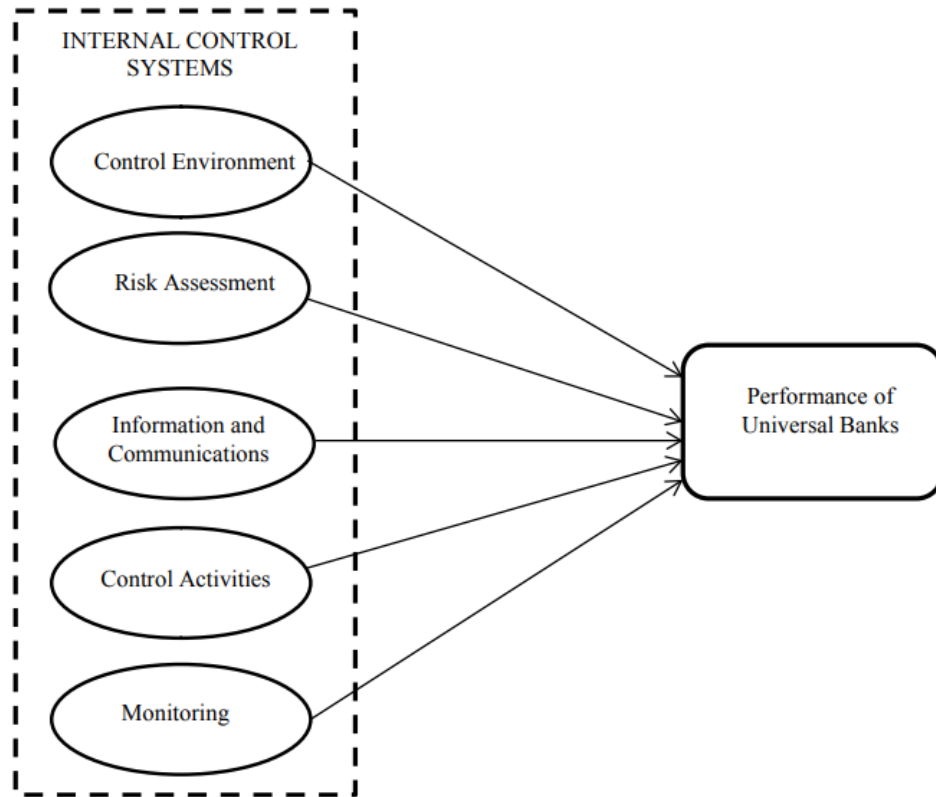 INTERNAL CONTROL
SYSTEMS
Control Environment
Risk Assessment
Information and
Communications
Control Activities
Monitoring
Performance of
Universal Banks